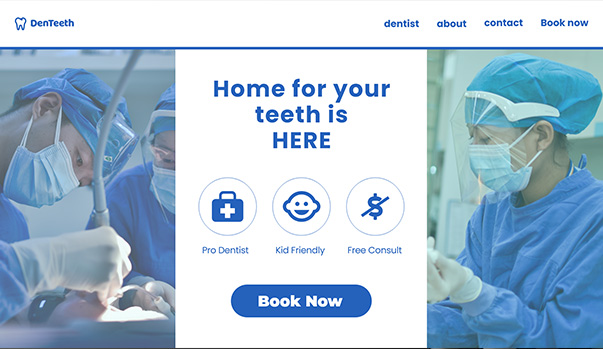 DenTeeth
dentist
about
contact
Book now
Home for your
teeth is
HERE
Pro Dentist
Kid Friendly
Free Consult
Book Now